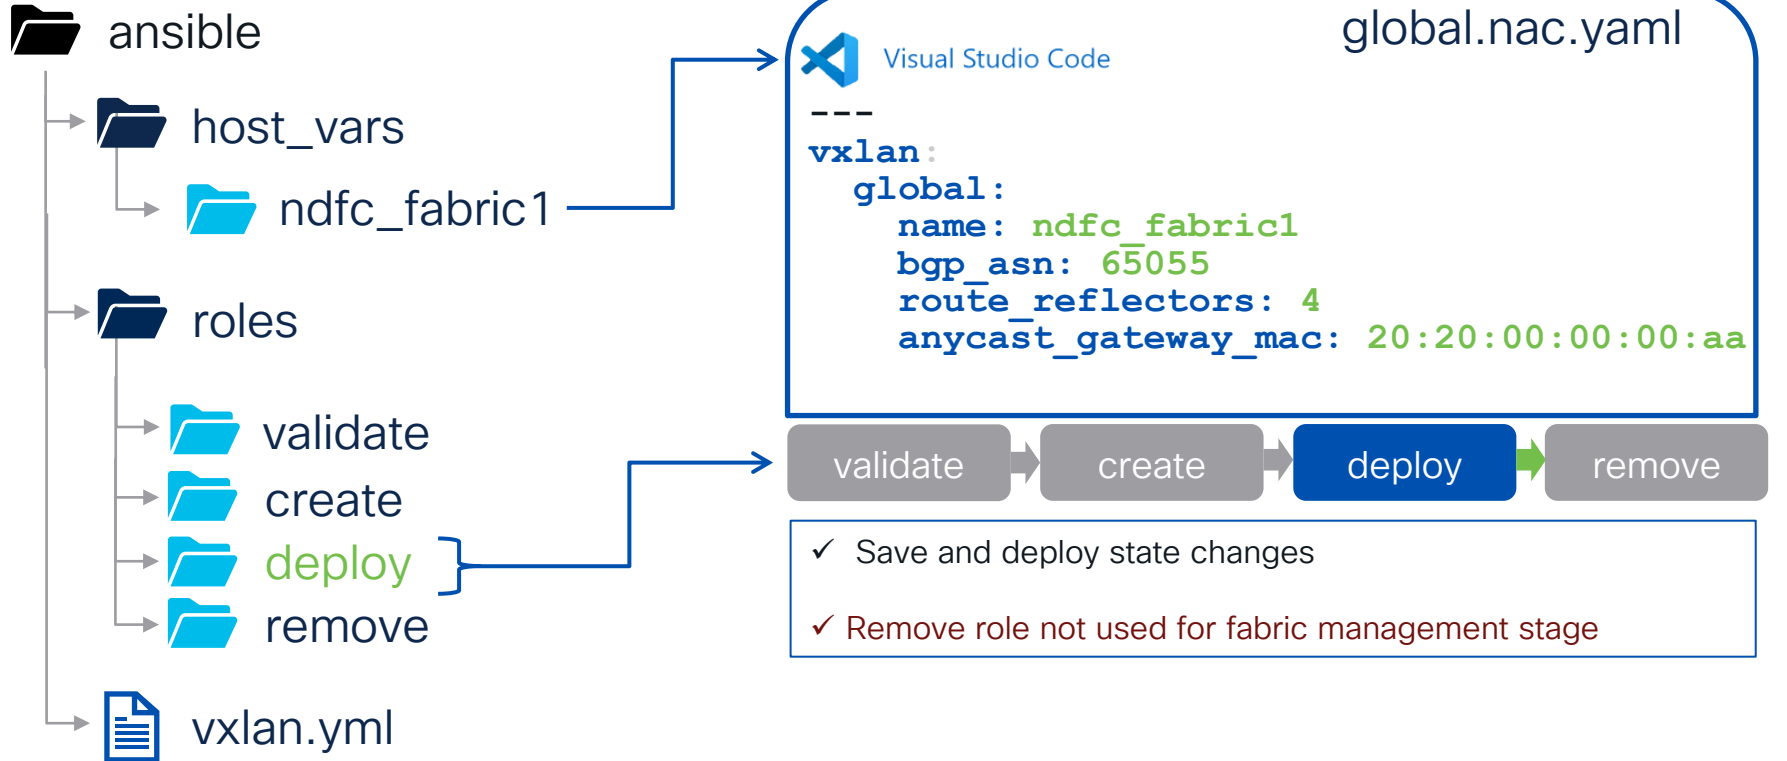 ansible
host_vars
ndfc_fabric1
roles
validate
create
deploy
remove
vxlan.yml
global.nac.yaml
Visual Studio Code
---
vxlan:
global:
name: ndfc_fabric1
bgp_asn: 65055
route_reflectors: 4
anycast_gateway_mac: 20:20:00:00:00:aa
validate
create
deploy
remove
✓ Save and deploy state changes
✓ Remove role not used for fabric management stage